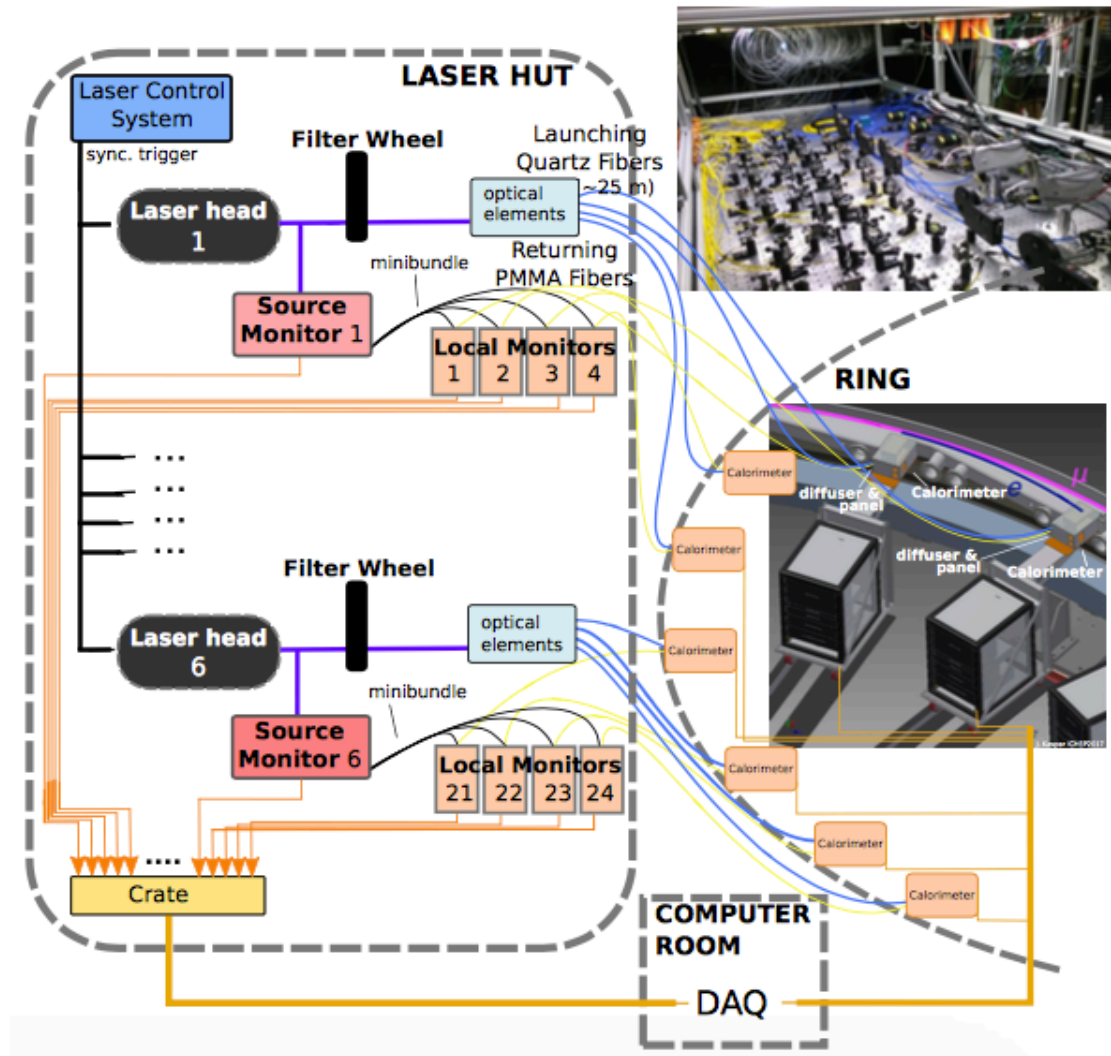 LASER HUT
Laser Control
System
sync. trigger
Filter Wheel
Launching
Quartz Fibers
~25 m)
optical
elements
Laser head
1
Returning
PMMA Fibers
minibundle
Source
Monitor 1
Local Monitors
1 2 3 4
RING
μ
e
Calorimeter
diffuser &
panel
Calorimeter
Calorimeter
diffuser &
panel
Calorimeter
...
...
...
...
Filter Wheel
Laser head
6
optical
elements
Calorimeter
minibundle
Source
Monitor 6
Local Monitors
21 22 23 24
Calorimeter
Calorimeter
Calorimeter
.....
Crate
COMPUTER
ROOM
DAQ